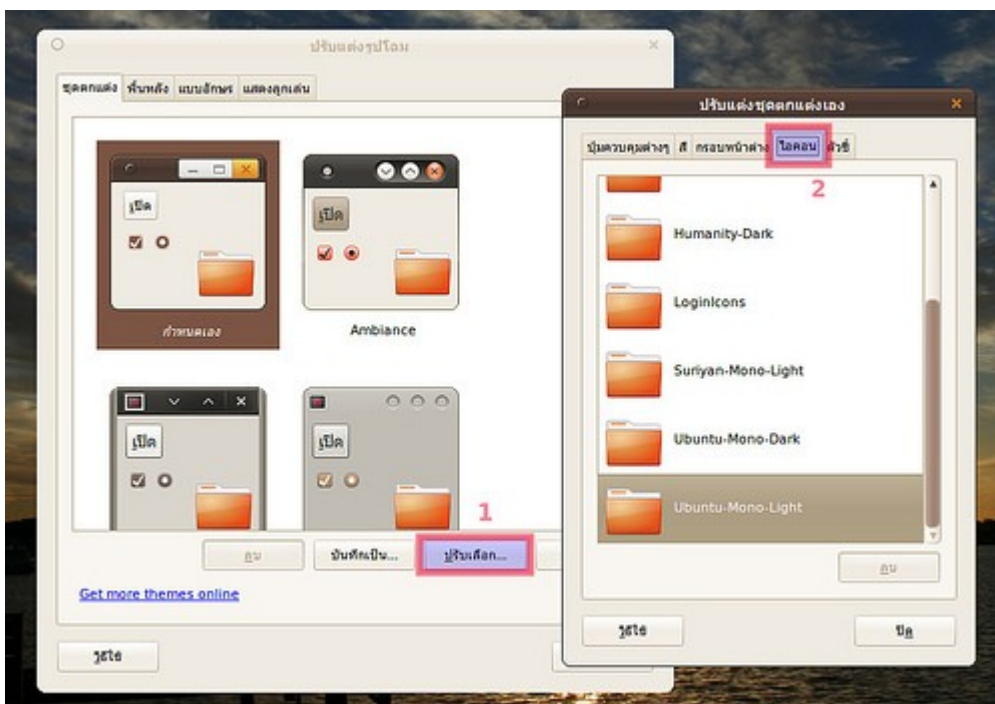 ปรับแต่งรูปโฉม
ชุดตกแต่ง พื้นหลัง แบบอักษร แสดงลูกเล่น
เปิด
กำหนดเอง
เปิด
Ambiance
เปิด
เปิด
1
คืน บันทึกเป็น... ปรับเลือก...
Get more themes online
วิธีใช้
ปรับแต่งชุดตกแต่งเอง
ปุ่มควบคุมต่างๆ สี กรอบหน้าต่าง ไอคอน ตัวชี้
2
Humanity-Dark
LoginIcons
Suriyan-Mono-Light
Ubuntu-Mono-Dark
Ubuntu-Mono-Light
คืน
วิธีใช้ ปิด